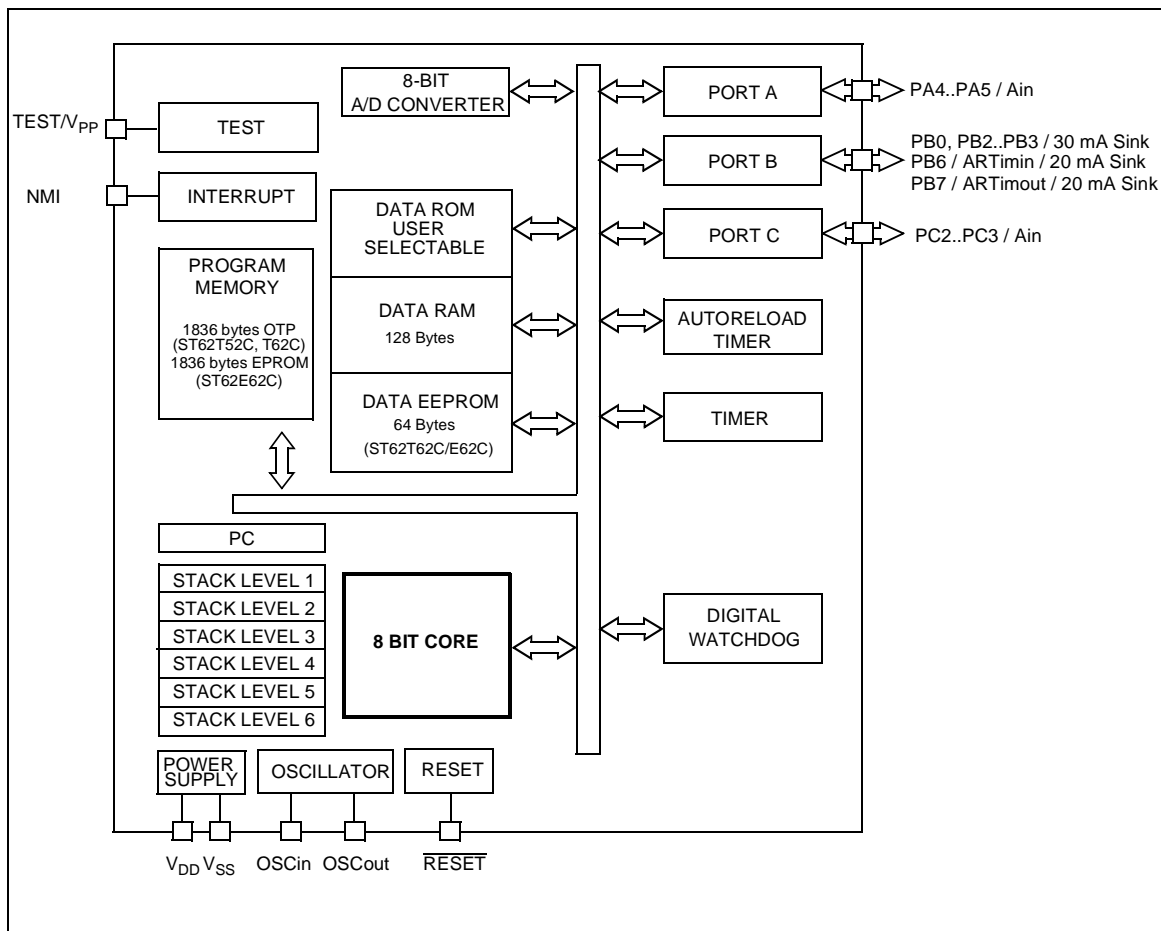 8-BIT
A/D CONVERTER
PORT A
PA4..PA5 / Ain
TEST/VPP
TEST
PORT B
PB0, PB2..PB3 / 30 mA Sink
PB6 / ARTimin / 20 mA Sink
PB7 / ARTimout / 20 mA Sink
NMI
INTERRUPT
DATA ROM
USER
SELECTABLE
PORT C
PC2..PC3 / Ain
PROGRAM
MEMORY
1836 bytes OTP
(ST62T52C, T62C)
1836 bytes EPROM
(ST62E62C)
DATA RAM
128 Bytes
AUTORELOAD
TIMER
DATA EEPROM
64 Bytes
(ST62T62C/E62C)
TIMER
PC
STACK LEVEL 1
STACK LEVEL 2
STACK LEVEL 3
STACK LEVEL 4
STACK LEVEL 5
STACK LEVEL 6
8 BIT CORE
DIGITAL
WATCHDOG
POWER
SUPPLY
OSCILLATOR
RESET
VDD VSS
OSCin OSCout
RESET